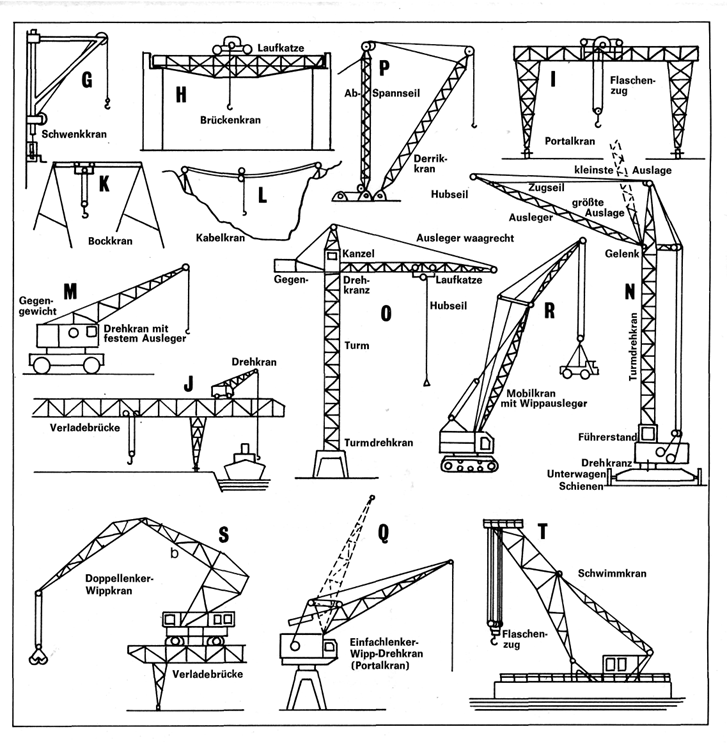 G
Schwenkkran
Laufkatze
H
Brückenkran
P
Ab-
Spannseil
Derrik-
kran
I
Flaschen-
zug
Portalkran
K
Bockkran
L
Kabelkran
kleinste Auslage
Hubseil
Zugseil
größte
Auslage
Ausleger
Gelenk
N
Turmdrehkran
Führerstand
Drehkranz
Unterwagen
Schienen
M
Gegen-
gewicht
Drehkran mit
festem Ausleger
Ausleger waagrecht
Kanzel
Gegen-
Dreh-
kranz
Laufkatze
Hubseil
O
Turm
Turmdrehkran
R
Mobilkran
mit Wippausleger
J
Drehkran
Verladebrücke
S
b
Doppellenker-
Wippkran
Verladebrücke
Q
Einfachlenker-
Wipp-Drehkran
(Portalkran)
T
Schwimmkran
Flaschen-
zug